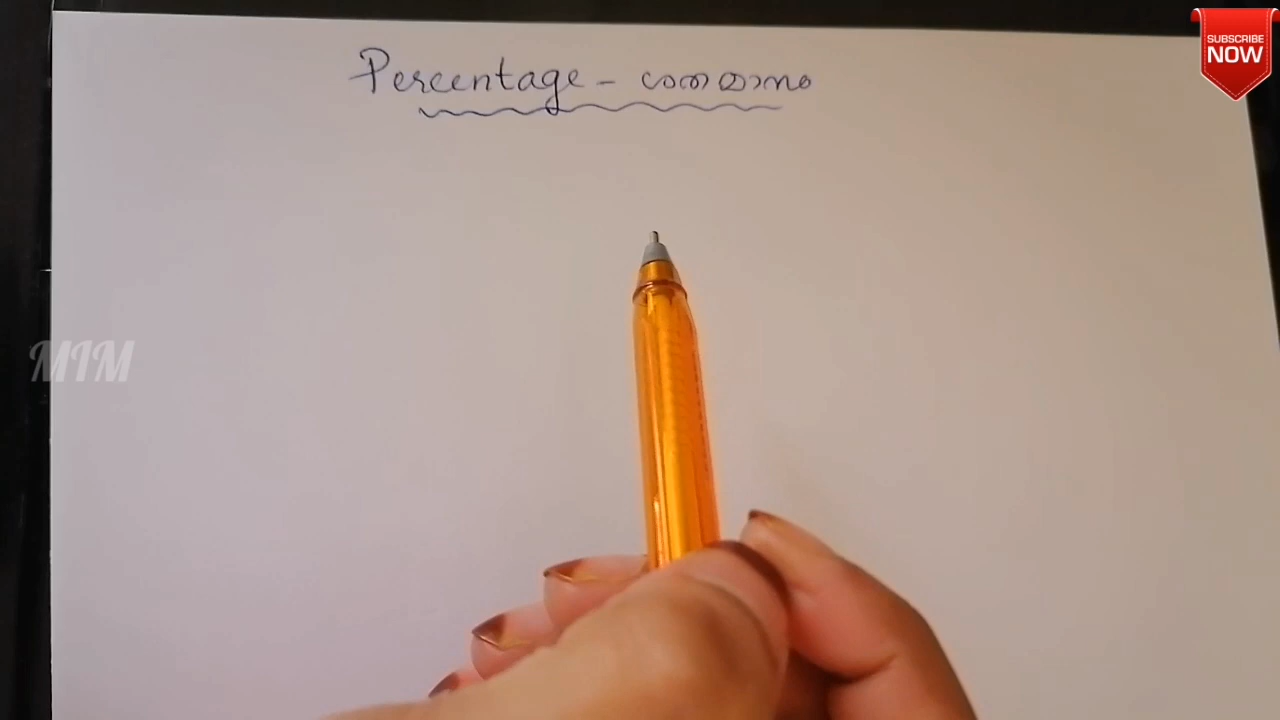 Percentage - ശതമാനം
SUBSCRIBE
NOW
MIM